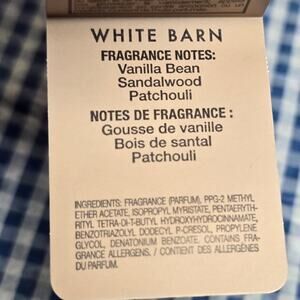 WHITE BARN
FRAGRANCE NOTES:
Vanilla Bean
Sandalwood
Patchouli
NOTES DE FRAGRANCE :
Gousse de vanille
Bois de santal
Patchouli
INGREDIENTS: FRAGRANCE (PARFUM), PPG-2 METHYL
ETHER ACETATE, ISOPROPYL MYRISTATE, PENTAERYTH-
RITYL TETRA-DI-T-BUTYL HYDROXYHYDROCINNAMATE,
BENZOTRIAZOLYL DODECYL P-CRESOL, PROPYLENE
GLYCOL, DENATONIUM BENZOATE. CONTAINS FRA-
GRANCE ALLERGENS. / CONTIENT DES ALLERGÈNES
DU PARFUM.